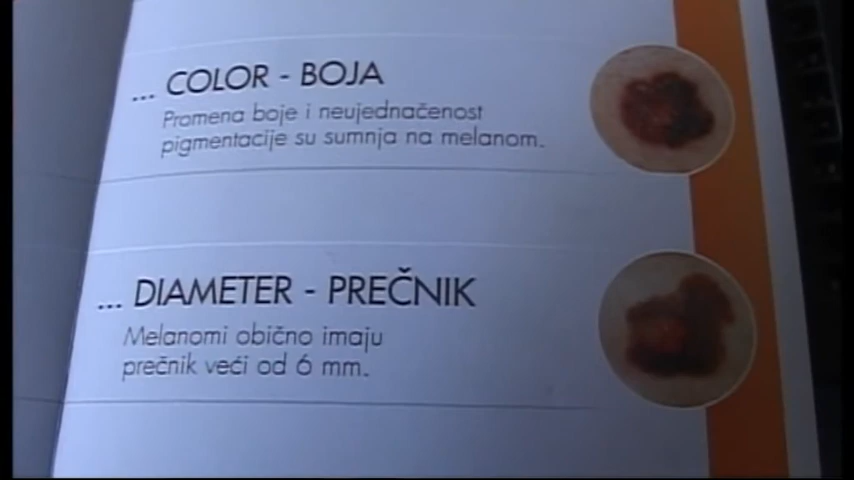 ... COLOR - BOJA
Promena boje i neujednačenost
pigmentacije su sumnja na melanom.
... DIAMETER - PREČNIK
Melanomi obično imaju
prečnik veći od 6 mm.